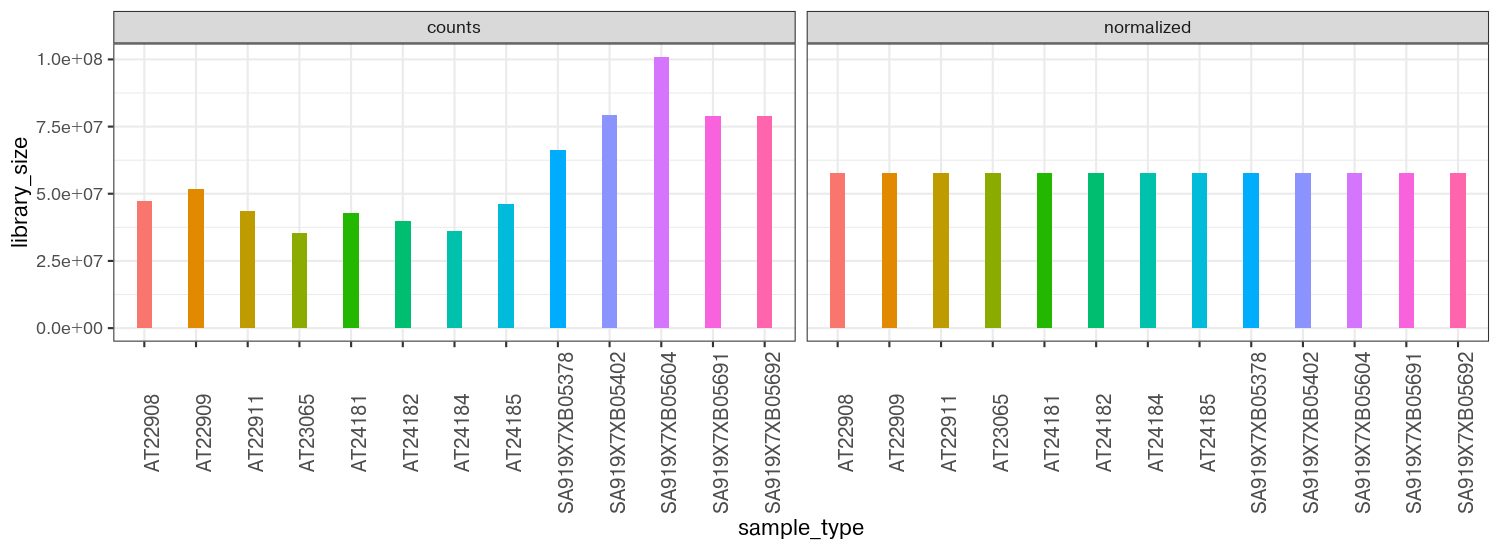 counts
normalized
library_size
1.0e+08
7.5e+07
5.0e+07
2.5e+07
0.0e+00
AT22908
AT22909
AT22911
AT23065
AT24181
AT24182
AT24184
AT24185
SA919X7XB05378
SA919X7XB05402
SA919X7XB05604
SA919X7XB05691
SA919X7XB05692
AT22908
AT22909
AT22911
AT23065
AT24181
AT24182
AT24184
AT24185
SA919X7XB05378
SA919X7XB05402
SA919X7XB05604
SA919X7XB05691
SA919X7XB05692
sample_type